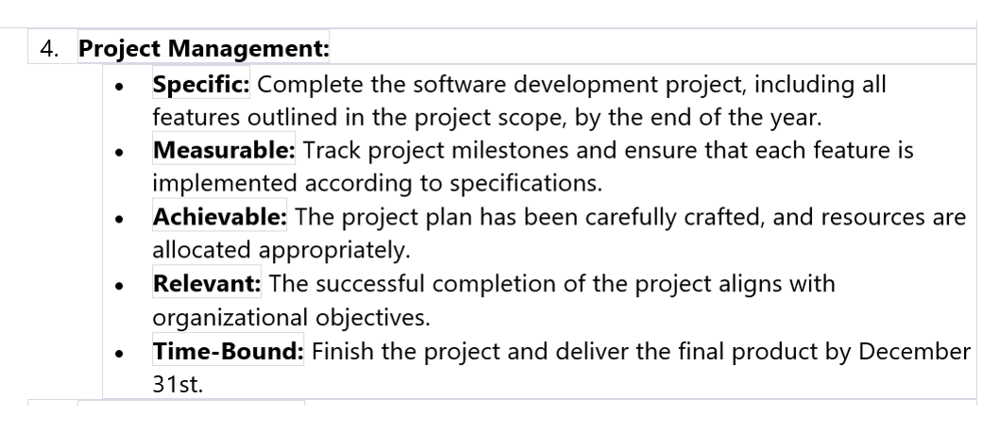 4. Project Management:
• Specific: Complete the software development project, including all
features outlined in the project scope, by the end of the year.
• Measurable: Track project milestones and ensure that each feature is
implemented according to specifications.
• Achievable: The project plan has been carefully crafted, and resources are
allocated appropriately.
• Relevant: The successful completion of the project aligns with
organizational objectives.
• Time-Bound: Finish the project and deliver the final product by December
31st.